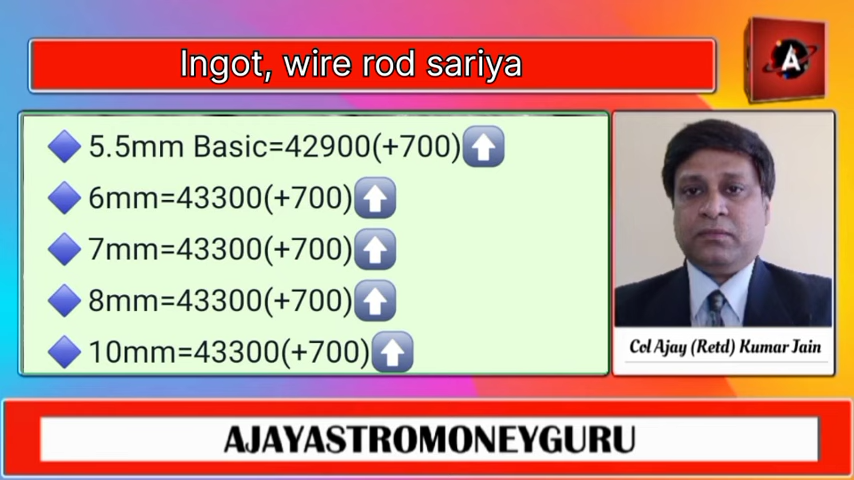 Ingot, wire rod sariya
A
🔷 5.5mm Basic=42900(+700)⬆️
🔷 6mm=43300(+700)⬆️
🔷 7mm=43300(+700)⬆️
🔷 8mm=43300(+700)⬆️
🔷 10mm=43300(+700)⬆️
Col Ajay (Retd) Kumar Jain
AJAYASTROMONEYGURU